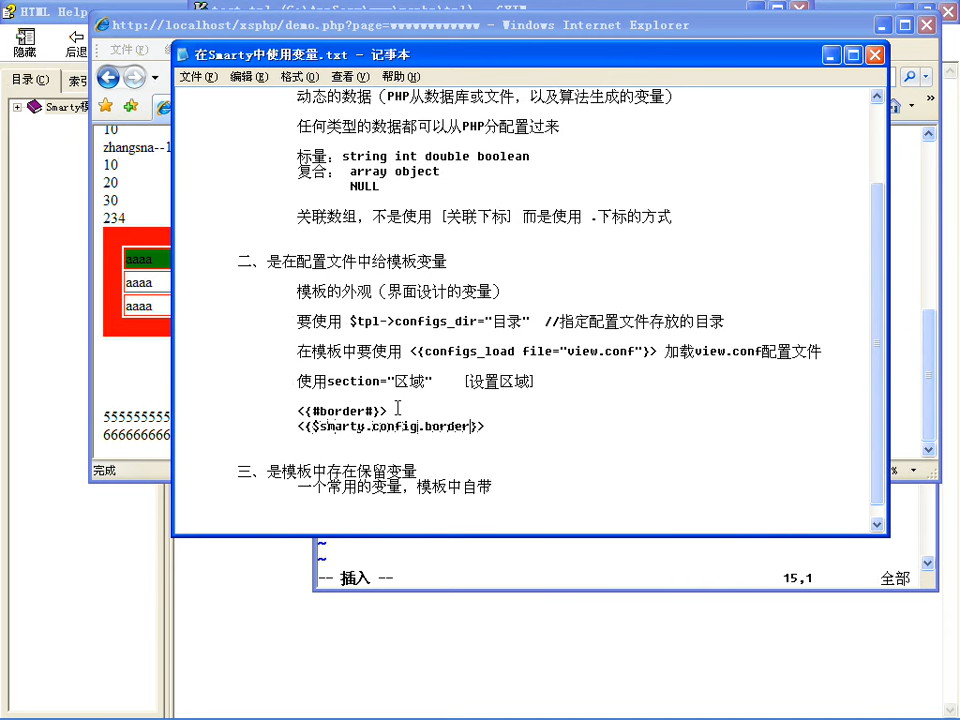 HTML Help
http://localhost/xsphp/demo.php?page=wwwwwwwwwwww - Windows Internet Explorer
在Smarty中使用变量.txt - 记事本
文件(F) 编辑(E) 格式(O) 查看(V) 帮助(H)
隐藏
后退
文件(F)
目录(C)
索引
Smarty模
动态的数据（PHP从数据库或文件，以及算法生成的变量）
任何类型的数据都可以从PHP分配置过来
标量：string int double boolean
复合： array object
NULL
关联数组，不是使用 [关联下标] 而是使用 .下标的方式
二、是在配置文件中给模板变量
模板的外观（界面设计的变量）
要使用 $tpl->configs_dir="目录" //指定配置文件存放的目录
在模板中要使用 <{configs_load file="view.conf"}> 加载view.conf配置文件
使用section="区域" [设置区域]
<{#border#}>
<{$smarty.config.border}>
三、是模板中存在保留变量
一个常用的变量，模板中自带
10
zhangsna--1
10
20
30
234
aaaa
aaaa
aaaa
555555555
666666666
完成
%
~
~
-- 插入 --
15,1
全部